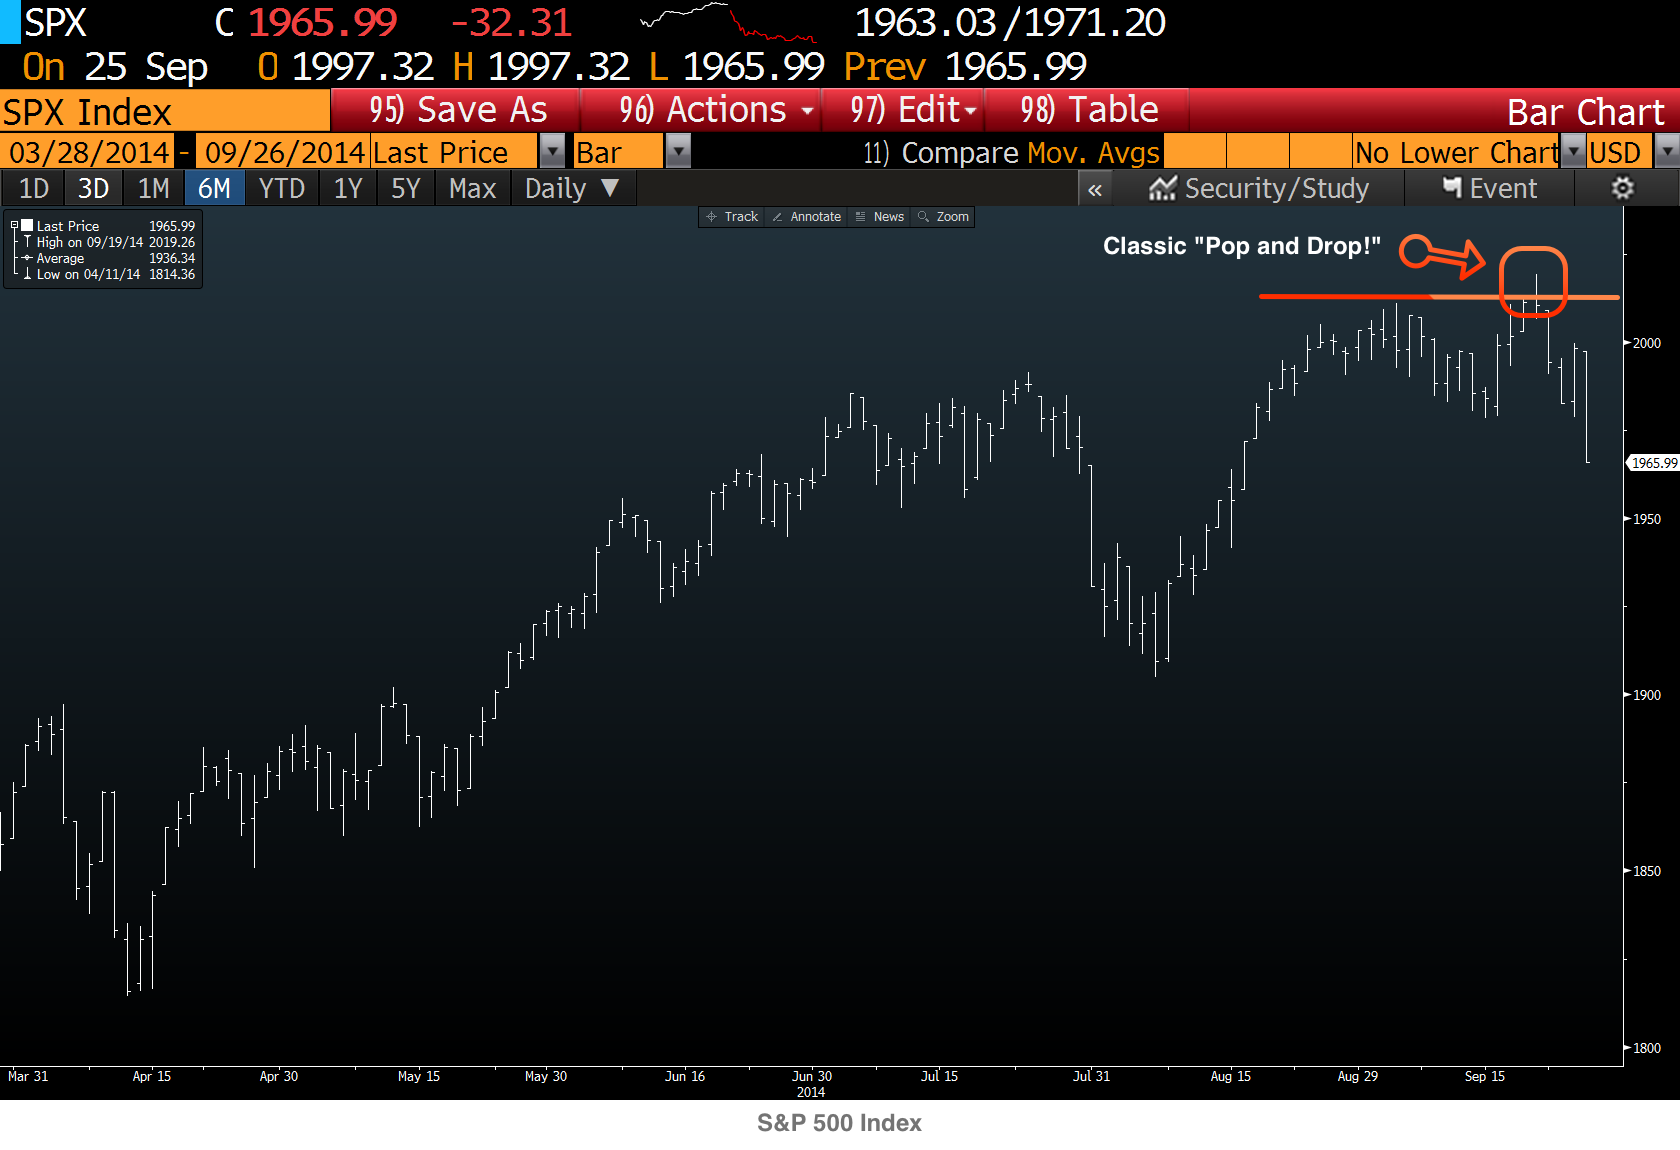 SPX C 1965.99 -32.31 1963.03/1971.20
On 25 Sep O 1997.32 H 1997.32 L 1965.99 Prev 1965.99
SPX Index 95) Save As 96) Actions 97) Edit 98) Table Bar Chart
03/28/2014 - 09/26/2014 Last Price Bar 11) Compare Mov. Avgs No Lower Chart USD
1D 3D 1M 6M YTD 1Y 5Y Max Daily « Security/Study Event
Track Annotate News Zoom
Last Price 1965.99
High on 09/19/14 2019.26
Average 1936.34
Low on 04/11/14 1814.36
Classic "Pop and Drop!"
2000
1965.99
1950
1900
1850
1800
Mar 31 Apr 15 Apr 30 May 15 May 30 Jun 16 Jun 30 Jul 15 Jul 31 Aug 15 Aug 29 Sep 15
2014
S&P 500 Index